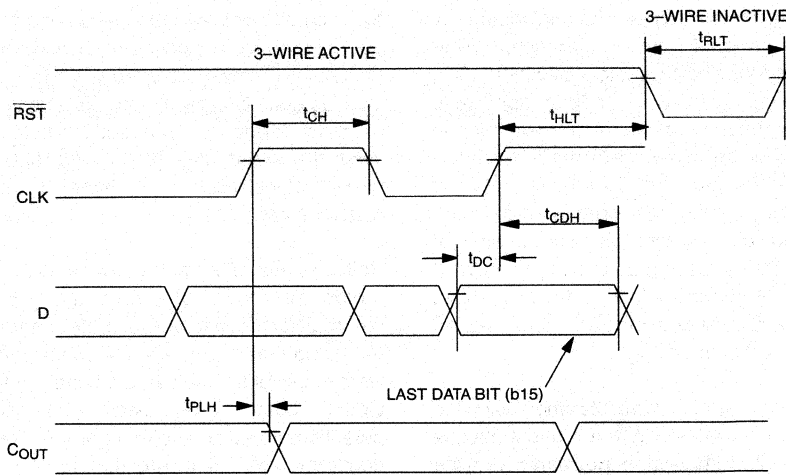 3–WIRE INACTIVE
3–WIRE ACTIVE
tRLT
RST
tCH
tHLT
CLK
tCDH
tDC
D
LAST DATA BIT (b15)
tPLH
COUT